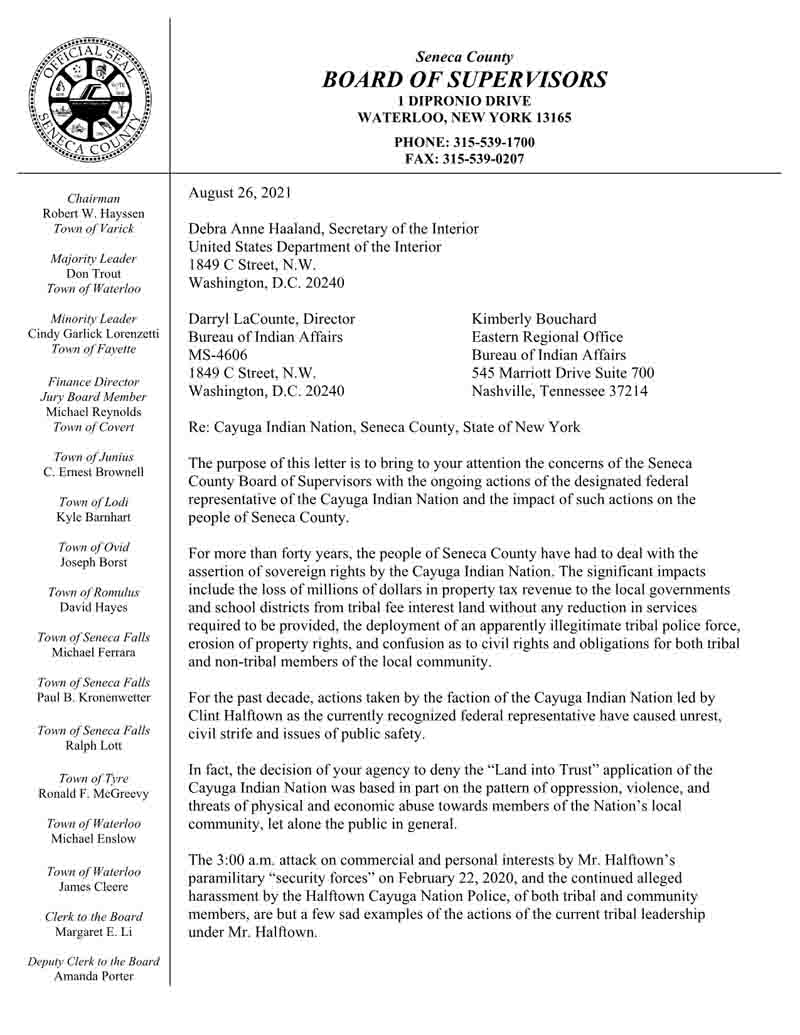 OFFICIAL SEAL
SENECA COUNTY
Seneca County
BOARD OF SUPERVISORS
1 DIPRONIO DRIVE
WATERLOO, NEW YORK 13165
PHONE: 315-539-1700
FAX: 315-539-0207
Chairman
Robert W. Hayssen
Town of Varick
Majority Leader
Don Trout
Town of Waterloo
Minority Leader
Cindy Garlick Lorenzetti
Town of Fayette
Finance Director
Jury Board Member
Michael Reynolds
Town of Covert
Town of Junius
C. Ernest Brownell
Town of Lodi
Kyle Barnhart
Town of Ovid
Joseph Borst
Town of Romulus
David Hayes
Town of Seneca Falls
Michael Ferrara
Town of Seneca Falls
Paul B. Kronenwetter
Town of Seneca Falls
Ralph Lott
Town of Tyre
Ronald F. McGreevy
Town of Waterloo
Michael Enslow
Town of Waterloo
James Cleere
Clerk to the Board
Margaret E. Li
Deputy Clerk to the Board
Amanda Porter
August 26, 2021
Debra Anne Haaland, Secretary of the Interior
United States Department of the Interior
1849 C Street, N.W.
Washington, D.C. 20240
Darryl LaCounte, Director
Bureau of Indian Affairs
MS-4606
1849 C Street, N.W.
Washington, D.C. 20240
Kimberly Bouchard
Eastern Regional Office
Bureau of Indian Affairs
545 Marriott Drive Suite 700
Nashville, Tennessee 37214
Re: Cayuga Indian Nation, Seneca County, State of New York
The purpose of this letter is to bring to your attention the concerns of the Seneca
County Board of Supervisors with the ongoing actions of the designated federal
representative of the Cayuga Indian Nation and the impact of such actions on the
people of Seneca County.
For more than forty years, the people of Seneca County have had to deal with the
assertion of sovereign rights by the Cayuga Indian Nation. The significant impacts
include the loss of millions of dollars in property tax revenue to the local governments
and school districts from tribal fee interest land without any reduction in services
required to be provided, the deployment of an apparently illegitimate tribal police force,
erosion of property rights, and confusion as to civil rights and obligations for both tribal
and non-tribal members of the local community.
For the past decade, actions taken by the faction of the Cayuga Indian Nation led by
Clint Halftown as the currently recognized federal representative have caused unrest,
civil strife and issues of public safety.
In fact, the decision of your agency to deny the “Land into Trust” application of the
Cayuga Indian Nation was based in part on the pattern of oppression, violence, and
threats of physical and economic abuse towards members of the Nation’s local
community, let alone the public in general.
The 3:00 a.m. attack on commercial and personal interests by Mr. Halftown’s
paramilitary “security forces” on February 22, 2020, and the continued alleged
harassment by the Halftown Cayuga Nation Police, of both tribal and community
members, are but a few sad examples of the actions of the current tribal leadership
under Mr. Halftown.